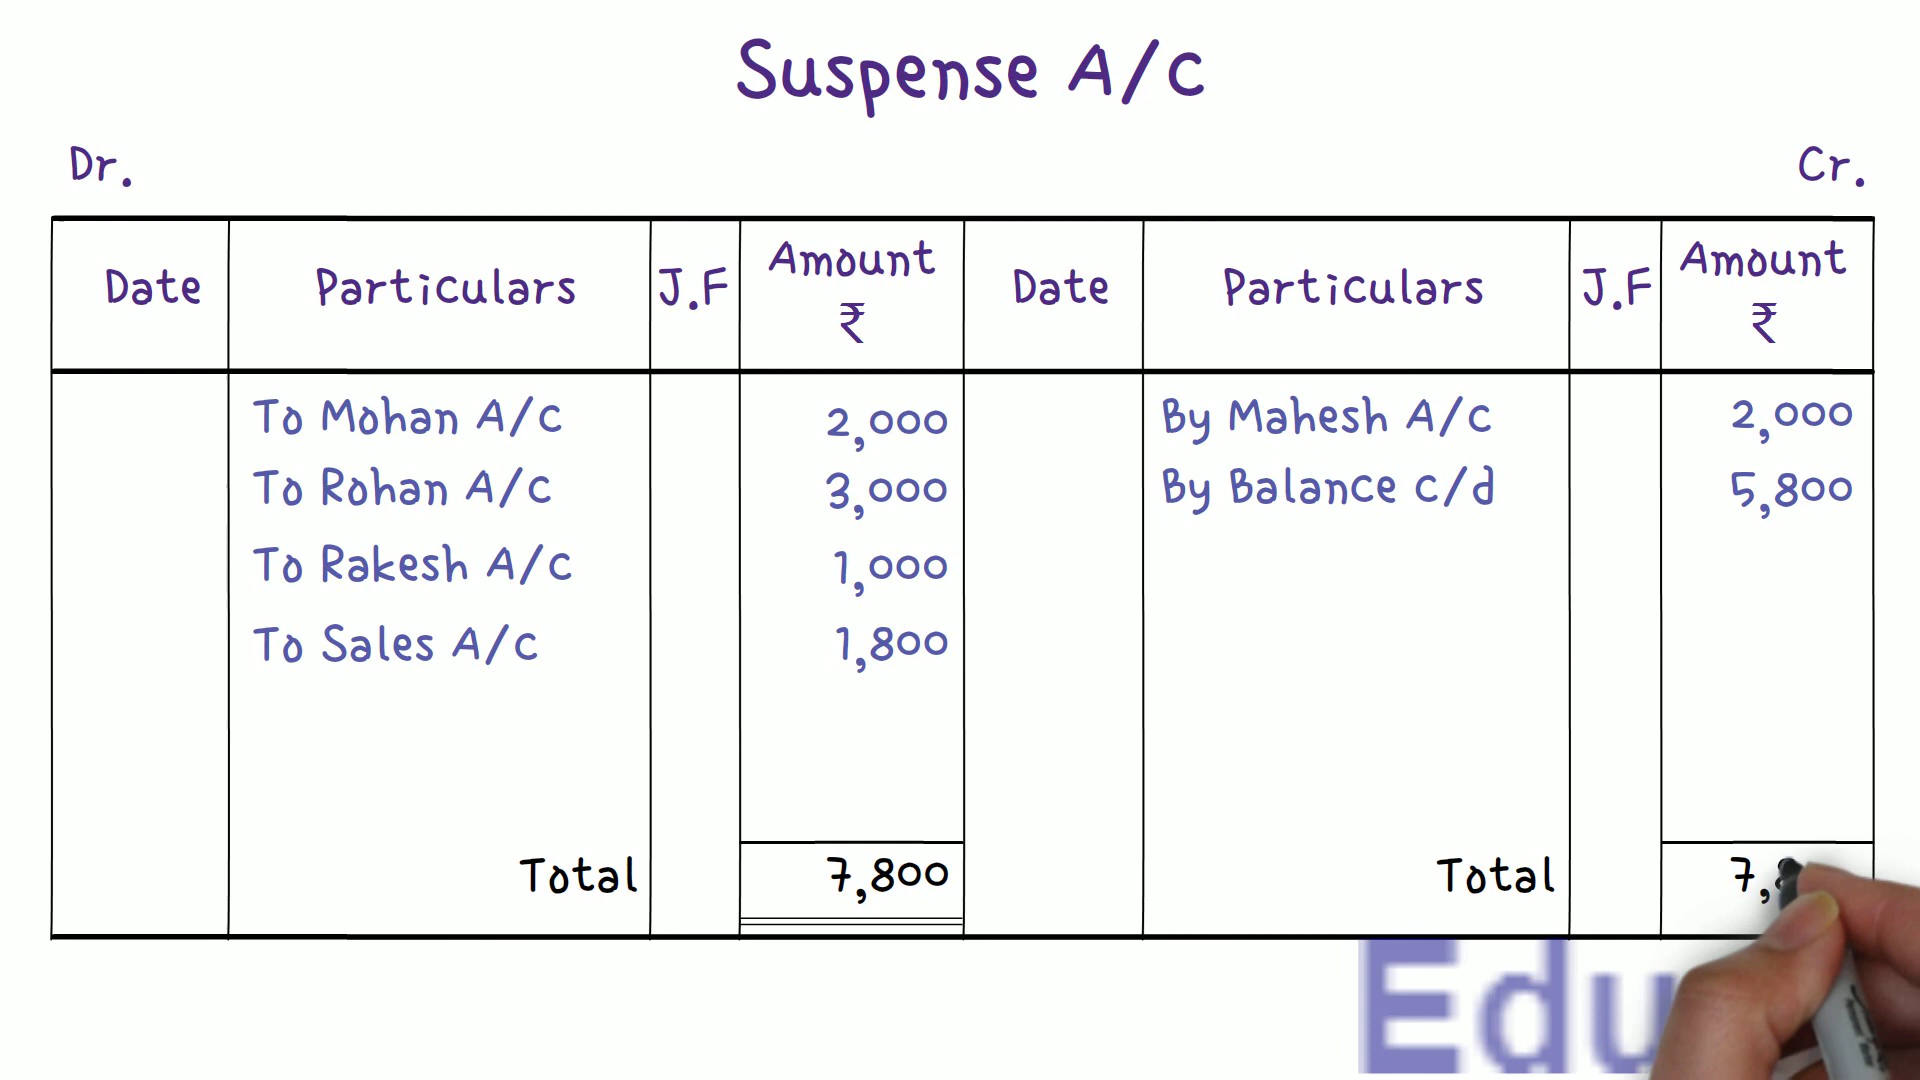 Suspense A/c
Dr. Cr.
Date Particulars J.F Amount ₹ Date Particulars J.F Amount ₹
To Mohan A/c 2,000 By Mahesh A/c 2,000
To Rohan A/c 3,000 By Balance c/d 5,800
To Rakesh A/c 1,000
To Sales A/c 1,800
Total 7,800 Total
Edu